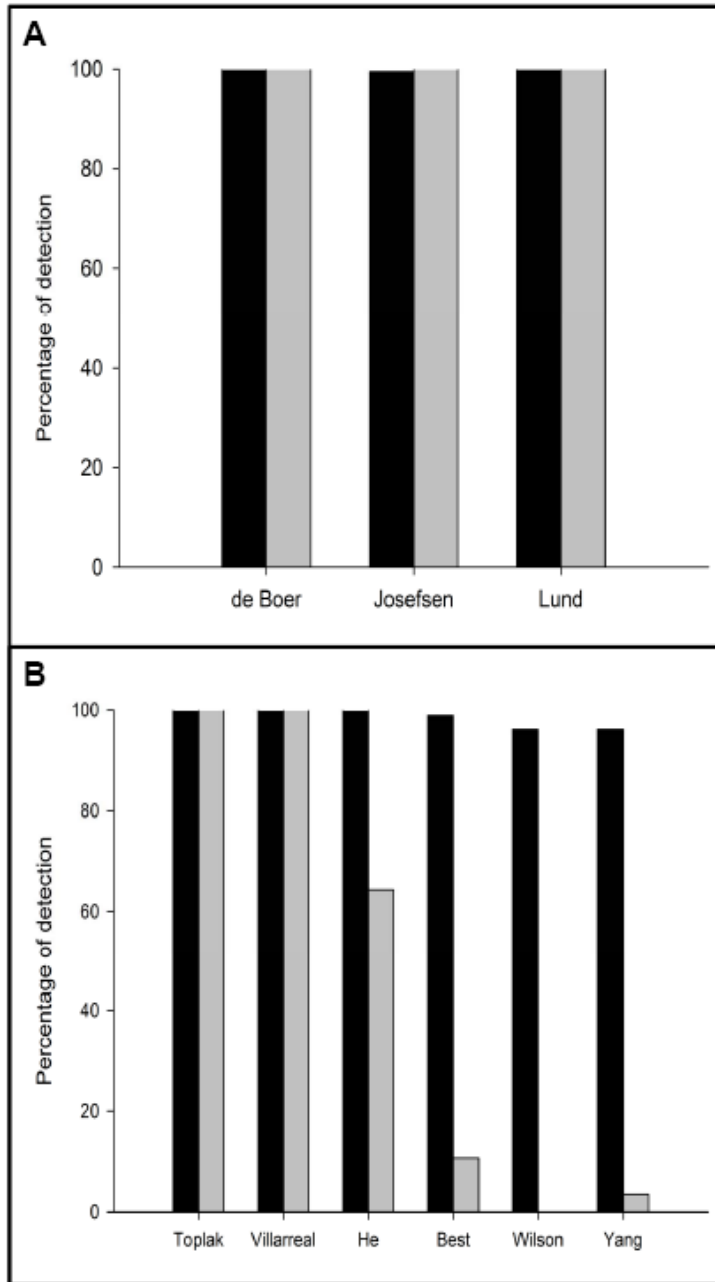 A
Percentage of detection
100
80
60
40
20
0
de Boer Josefsen Lund
B
Percentage of detection
100
80
60
40
20
0
Toplak Villarreal He Best Wilson Yang